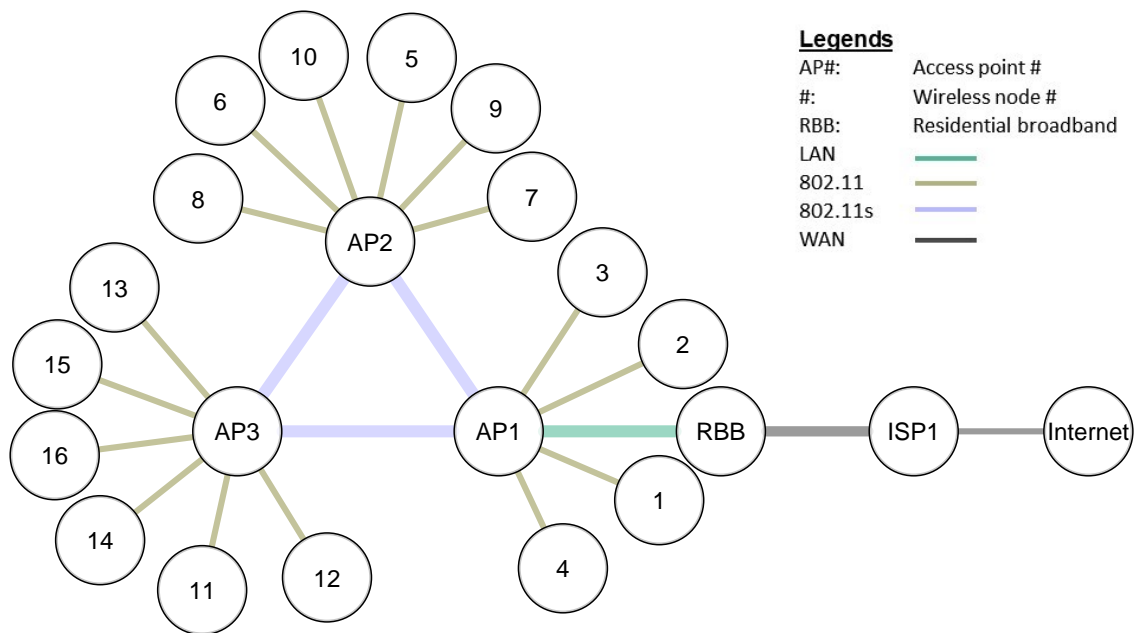 Legends
AP#: Access point #
#: Wireless node #
RBB: Residential broadband
LAN
802.11
802.11s
WAN
10
5
6
9
8
7
AP2
3
13
2
15
AP3
AP1
RBB
ISP1
Internet
16
1
14
4
12
11